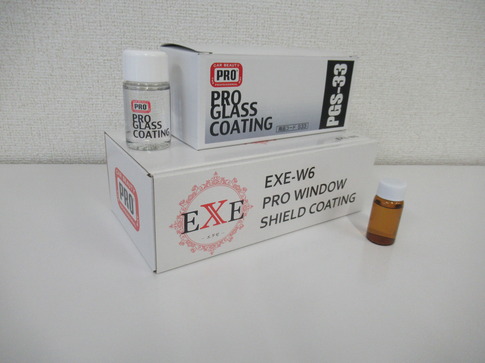 CAR BEAUTY
PRO
PRO
GLASS
COATING
PGS-33
PRO
PRO
GLASS
COATING
PRO
EXE
EXE-W6
PRO WINDOW
SHIELD COATING